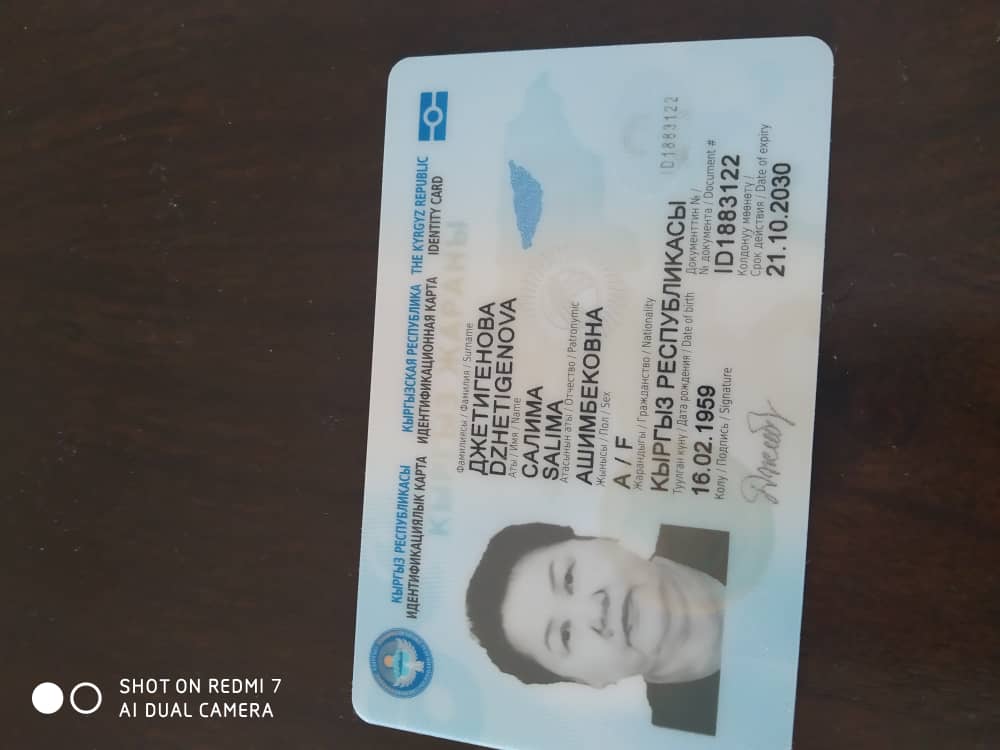 КЫРГЫЗ РЕСПУБЛИКАСЫ КЫРГЫЗСКАЯ РЕСПУБЛИКА THE KYRGYZ REPUBLIC
ИДЕНТИФИКАЦИЯЛЫК КАРТА ИДЕНТИФИКАЦИОННАЯ КАРТА IDENTITY CARD
Фамилиясы / Фамилия / Surname
ДЖЕТИГЕНОВА
DZHETIGENOVA
Аты / Имя / Name
САЛИМА
SALIMA
Атасынын аты / Отчество / Patronymic
АШИМБЕКОВНА
Жынысы / Пол / Sex
А / F
Жарандыгы / Гражданство / Nationality
КЫРГЫЗ РЕСПУБЛИКАСЫ
Туулган күнү / Дата рождения / Date of birth
16.02.1959
Колу / Подпись / Signature
ID1883122
Документтин № /
№ документа / Document #
ID1883122
Колдонуу мөөнөтү /
Срок действия / Date of expiry
21.10.2030
SHOT ON REDMI 7
AI DUAL CAMERA